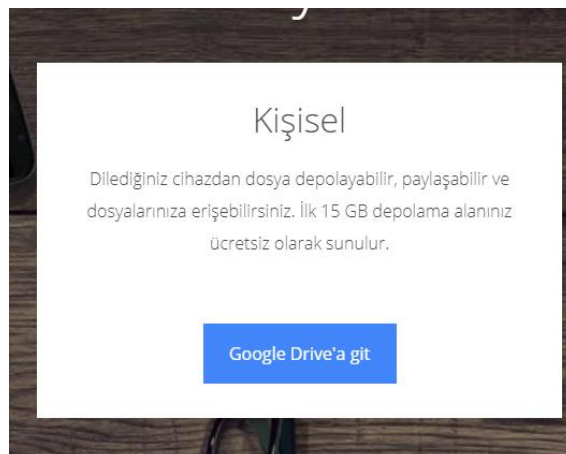 Kişisel
Dilediğiniz cihazdan dosya depolayabilir, paylaşabilir ve
dosyalarınıza erişebilirsiniz. İlk 15 GB depolama alanınız
ücretsiz olarak sunulur.
Google Drive'a git